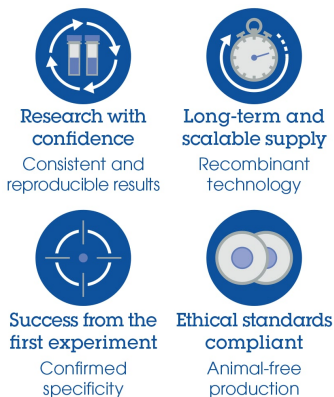 Research with
confidence
Consistent and
reproducible results
Long-term and
scalable supply
Recombinant
technology
Success from the
first experiment
Confirmed
specificity
Ethical standards
compliant
Animal-free
production